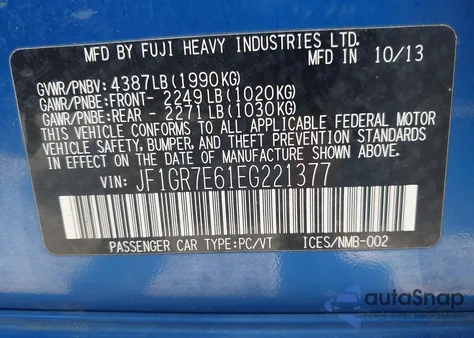 MFD BY FUJI HEAVY INDUSTRIES LTD.
MFD IN 10/13
GVWR/PNBV: 4387LB(1990KG)
GAWR/PNBE:FRONT- 2249LB(1020KG)
GAWR/PNBE:REAR - 2271LB(1030KG)
THIS VEHICLE CONFORMS TO ALL APPLICABLE FEDERAL MOTOR
VEHICLE SAFETY, BUMPER, AND THEFT PREVENTION STANDARDS
IN EFFECT ON THE DATE OF MANUFACTURE SHOWN ABOVE.
VIN: JF1GR7E61EG221377
PASSENGER CAR TYPE:PC/VT ICES/NMB-002
autoSnap